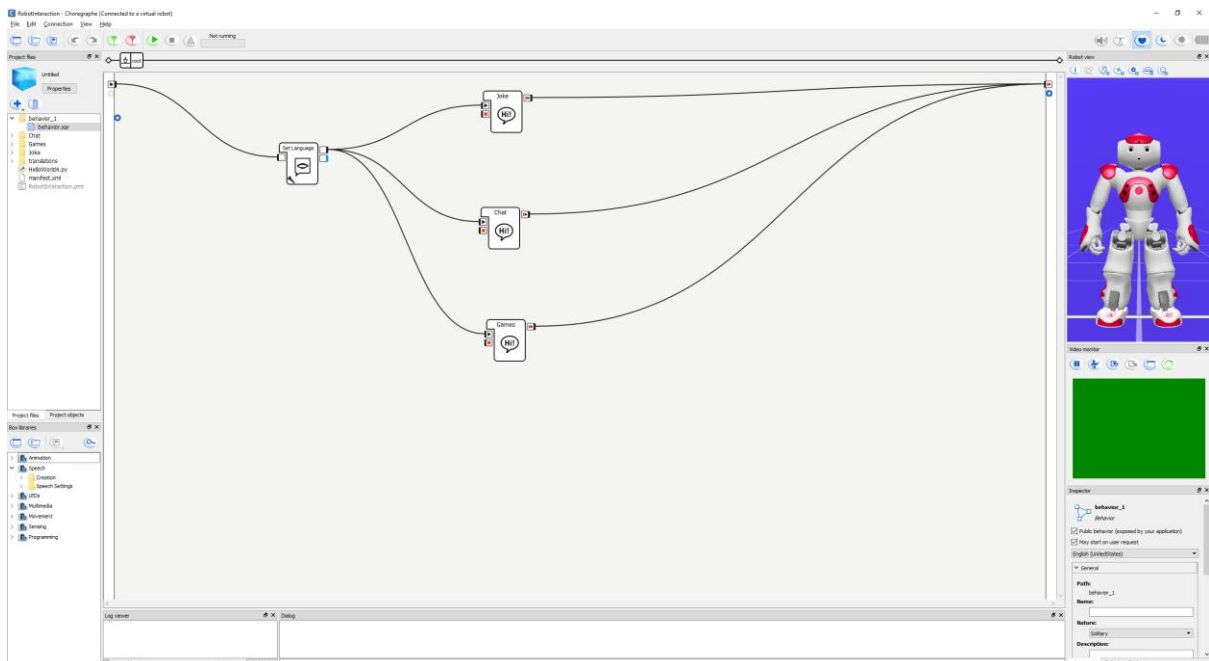 RobotInteraction - Choregraphe (Connected to a virtual robot)
File Edit Connection View Help
Not running
Project files
Untitled
Properties
behavior_1
behavior.xar
Chat
Games
Joke
translations
HelloWorld4.py
manifest.xml
RobotInteraction.pml
Project files Project objects
Box libraries
Animation
Speech
Creation
Speech Settings
LEDs
Multimedia
Movement
Sensing
Programming
root
Set Language
Joke
Hi!
Chat
Hi!
Games
Hi!
Log viewer
Dialog
Robot view
Video monitor
Inspector
behavior_1
Behavior
Public behavior (exposed by your application)
May start on user request
English (United States)
General
Path:
behavior_1
Name:
Nature:
Solitary
Description: